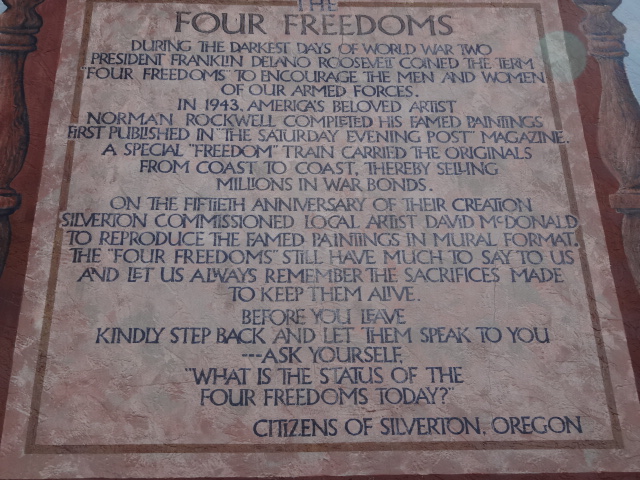 THE
FOUR FREEDOMS
DURING THE DARKEST DAYS OF WORLD WAR TWO
PRESIDENT FRANKLIN DELANO ROOSEVELT COINED THE TERM
"FOUR FREEDOMS" TO ENCOURAGE THE MEN AND WOMEN
OF OUR ARMED FORCES.
IN 1943, AMERICA'S BELOVED ARTIST
NORMAN ROCKWELL COMPLETED HIS FAMED PAINTINGS
FIRST PUBLISHED IN "THE SATURDAY EVENING POST" MAGAZINE.
A SPECIAL "FREEDOM" TRAIN CARRIED THE ORIGINALS
FROM COAST TO COAST, THEREBY SELLING
MILLIONS IN WAR BONDS.
ON THE FIFTIETH ANNIVERSARY OF THEIR CREATION
SILVERTON COMMISSIONED LOCAL ARTIST DAVID McDONALD
TO REPRODUCE THE FAMED PAINTINGS IN MURAL FORMAT.
THE "FOUR FREEDOMS" STILL HAVE MUCH TO SAY TO US
AND LET US ALWAYS REMEMBER THE SACRIFICES MADE
TO KEEP THEM ALIVE.
BEFORE YOU LEAVE
KINDLY STEP BACK AND LET THEM SPEAK TO YOU
---ASK YOURSELF,
"WHAT IS THE STATUS OF THE
FOUR FREEDOMS TODAY?"
CITIZENS OF SILVERTON, OREGON